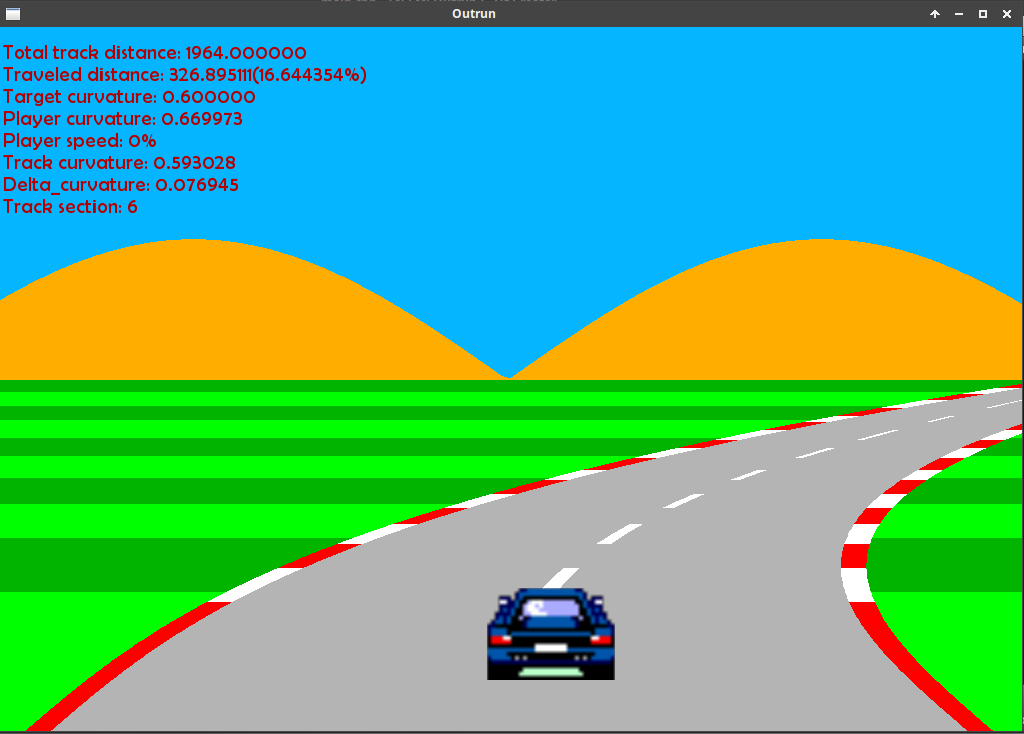 Outrun
Total track distance: 1964.000000
Traveled distance: 326.895111(16.644354%)
Target curvature: 0.600000
Player curvature: 0.669973
Player speed: 0%
Track curvature: 0.593028
Delta_curvature: 0.076945
Track section: 6